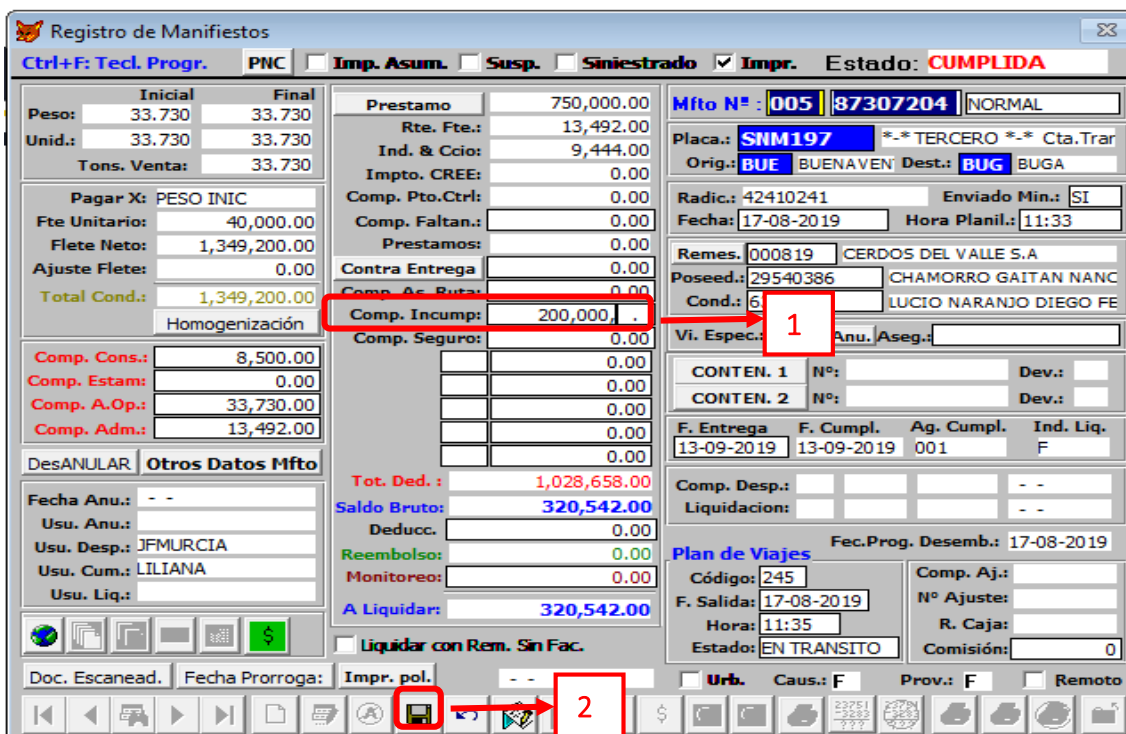 Registro de Manifiestos
Ctrl+F: Tecl. Progr. PNC Imp. Asum. Susp. Siniestrado Impr. Estado: CUMPLIDA
Inicial Final
Peso: 33.730 33.730
Unid.: 33.730 33.730
Tons. Venta: 33.730
Pagar X: PESO INIC
Fte Unitario: 40,000.00
Flete Neto: 1,349,200.00
Ajuste Flete: 0.00
Total Cond.: 1,349,200.00
Homogenización
Comp. Cons.: 8,500.00
Comp. Estam: 0.00
Comp. A.Op.: 33,730.00
Comp. Adm.: 13,492.00
DesANULAR Otros Datos Mfto
Fecha Anu.: - -
Usu. Anu.:
Usu. Desp.: JFMURCIA
Usu. Cum.: LILIANA
Usu. Liq.:
$
Prestamo 750,000.00
Rte. Fte.: 13,492.00
Ind. & Ccio: 9,444.00
Impto. CREE: 0.00
Comp. Pto.Ctrl: 0.00
Comp. Faltan.: 0.00
Prestamos: 0.00
Contra Entrega 0.00
Comp. As. Ruta: 0.00
Comp. Incump: 200,000, .
Comp. Seguro: 0.00
0.00
0.00
0.00
0.00
0.00
Tot. Ded. : 1,028,658.00
Saldo Bruto: 320,542.00
Deducc. 0.00
Reembolso: 0.00
Monitoreo: 0.00
A Liquidar: 320,542.00
Liquidar con Rem. Sin Fac.
Mfto Nº : 005 87307204 NORMAL
Placa.: SNM197 *-* TERCERO *-* Cta.Tran
Orig.: BUE BUENAVEN Dest.: BUG BUGA
Radic.: 42410241 Enviado Min.: SI
Fecha: 17-08-2019 Hora Planil.: 11:33
Remes. 000819 CERDOS DEL VALLE S.A
Poseed.: 29540386 CHAMORRO GAITAN NANC
Cond.: 6 LUCIO NARANJO DIEGO FE
1
Vi. Espec.: Anu. Aseg.:
CONTEN. 1 Nº: Dev.:
CONTEN. 2 Nº: Dev.:
F. Entrega F. Cumpl. Ag. Cumpl. Ind. Liq.
13-09-2019 13-09-2019 001 F
Comp. Desp.: - -
Liquidacion: - -
Fec.Prog. Desemb.: 17-08-2019
Plan de Viajes
Código: 245 Comp. Aj.:
F. Salida: 17-08-2019 Nº Ajuste:
Hora: 11:35 R. Caja:
Estado: EN TRANSITO Comisión: 0
Doc. Escanead. Fecha Prorroga: Impr. pol. - - Urb. Caus.: F Prov.: F Remoto
2
$